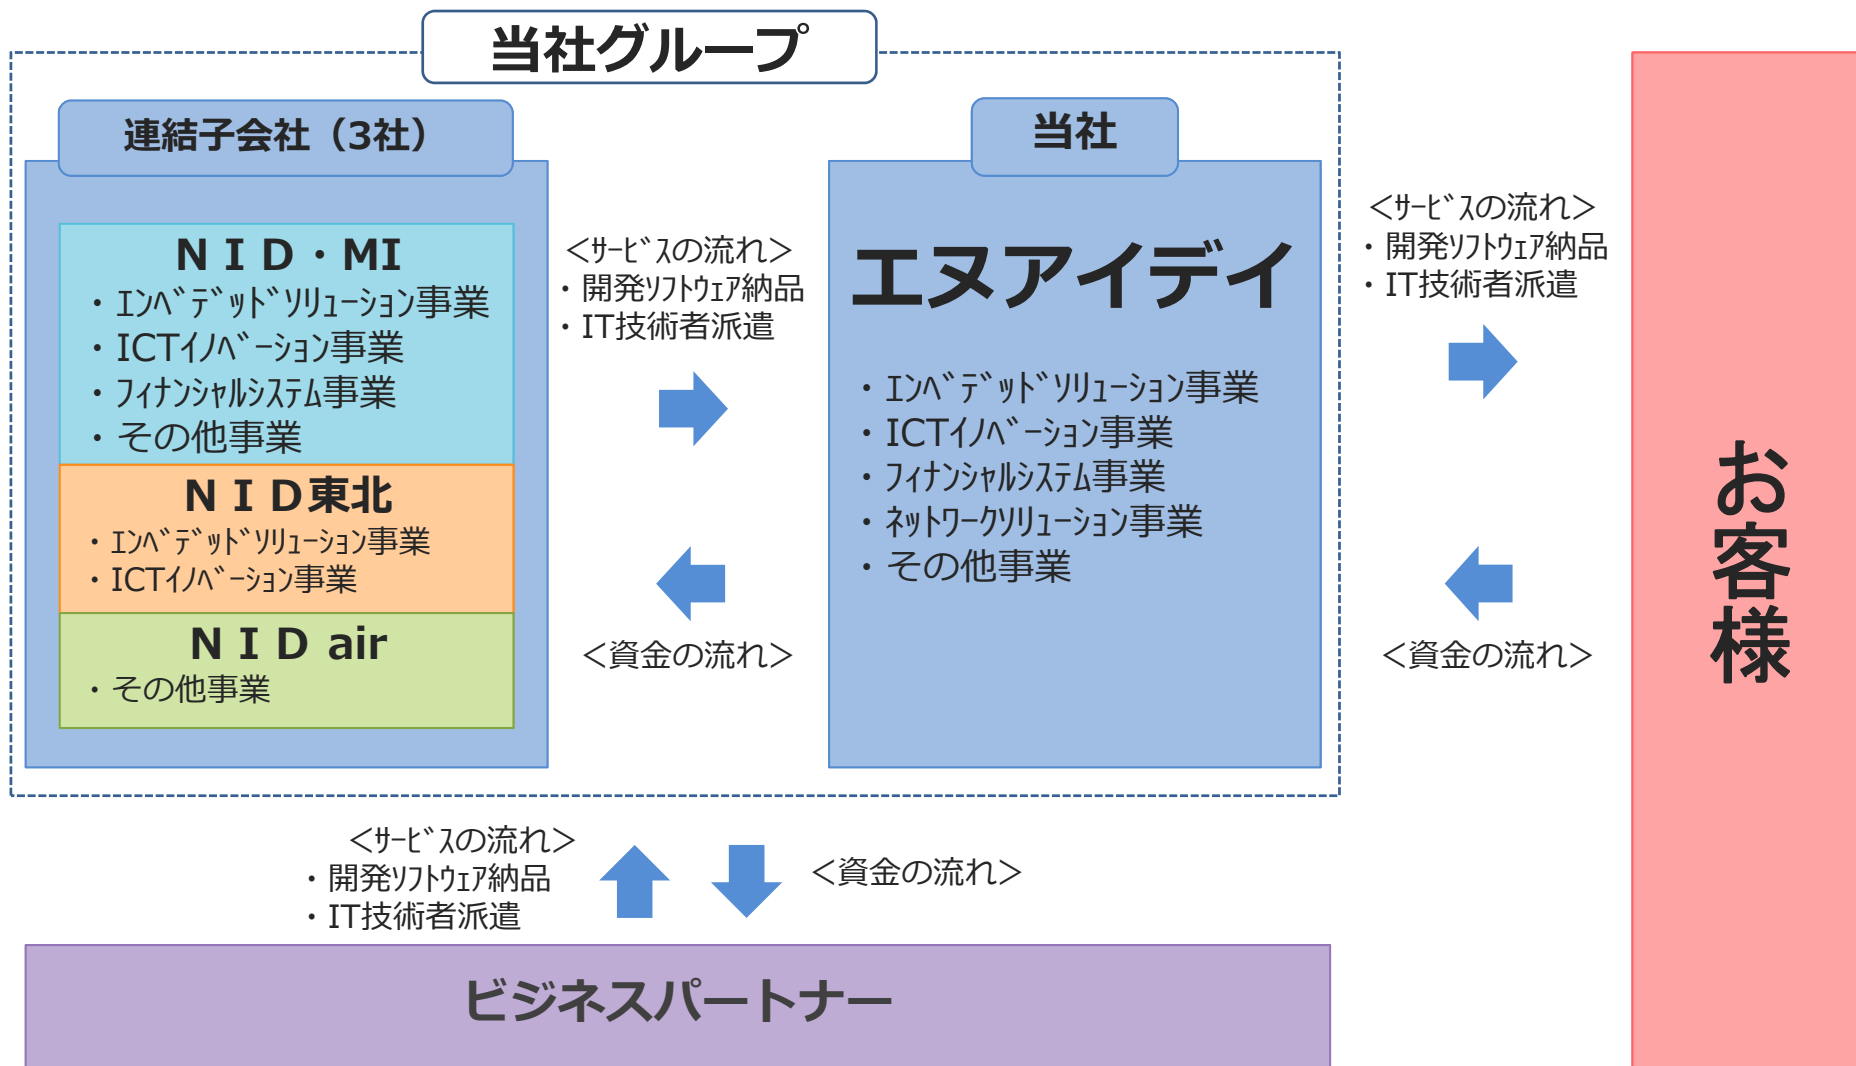 当社グループ
連結子会社（3社）
ＮＩＤ・MI
・ｴﾝﾍﾞﾃﾞｯﾄﾞｿﾘｭｰｼｮﾝ事業
・ICTｲﾉﾍﾞｰｼｮﾝ事業
・ﾌｨﾅﾝｼｬﾙｼｽﾃﾑ事業
・その他事業
ＮＩＤ東北
・ｴﾝﾍﾞﾃﾞｯﾄﾞｿﾘｭｰｼｮﾝ事業
・ICTｲﾉﾍﾞｰｼｮﾝ事業
ＮＩＤ air
・その他事業
＜ｻｰﾋﾞｽの流れ＞
・開発ｿﾌﾄｳｪｱ納品
・IT技術者派遣
＜資金の流れ＞
当社
エヌアイデイ
・ｴﾝﾍﾞﾃﾞｯﾄﾞｿﾘｭｰｼｮﾝ事業
・ICTｲﾉﾍﾞｰｼｮﾝ事業
・ﾌｨﾅﾝｼｬﾙｼｽﾃﾑ事業
・ﾈｯﾄﾜｰｸｿﾘｭｰｼｮﾝ事業
・その他事業
＜ｻｰﾋﾞｽの流れ＞
・開発ｿﾌﾄｳｪｱ納品
・IT技術者派遣
＜資金の流れ＞
お客様
＜ｻｰﾋﾞｽの流れ＞
・開発ｿﾌﾄｳｪｱ納品
・IT技術者派遣
＜資金の流れ＞
ビジネスパートナー